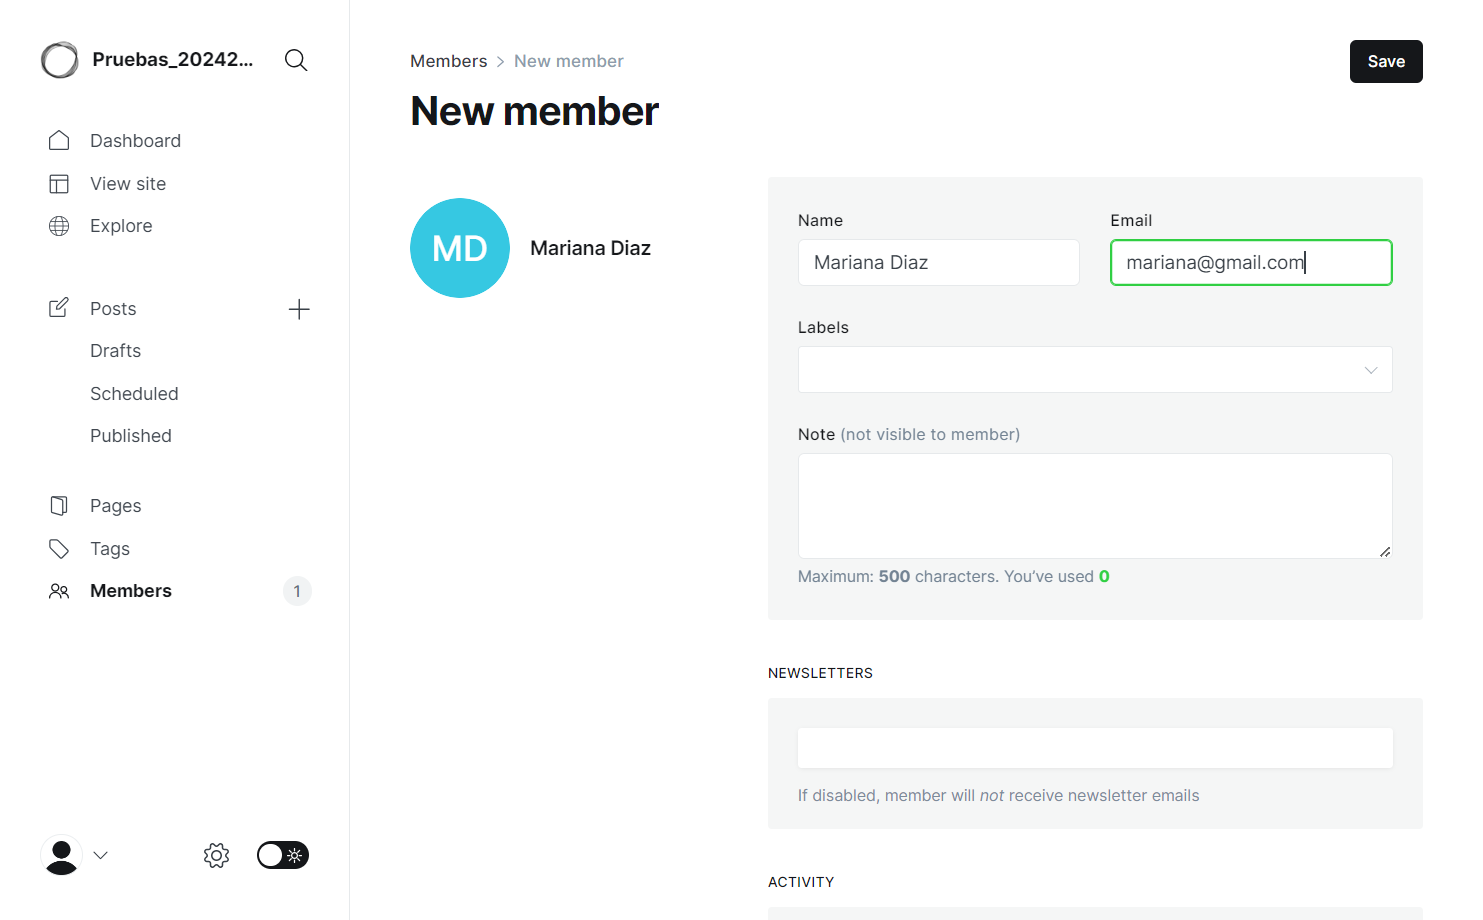 Pruebas_20242...
Dashboard
View site
Explore
Posts
Drafts
Scheduled
Published
Pages
Tags
Members
1
Members > New member
Save
New member
MD
Mariana Diaz
Name
Email
Mariana Diaz
mariana@gmail.com
Labels
Note (not visible to member)
Maximum: 500 characters. You’ve used 0
NEWSLETTERS
If disabled, member will not receive newsletter emails
ACTIVITY